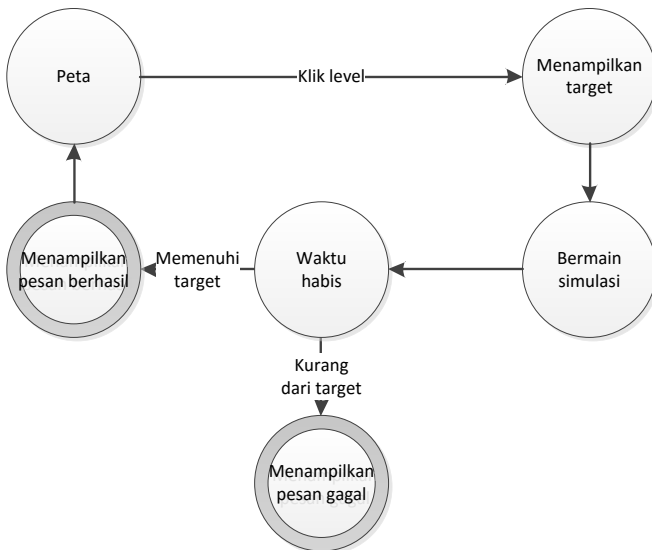 Peta
Klik level
Menampilkan
target
Menampilkan
pesan berhasil
Memenuhi
target
Waktu
habis
Bermain
simulasi
Kurang
dari target
Menampilkan
pesan gagal